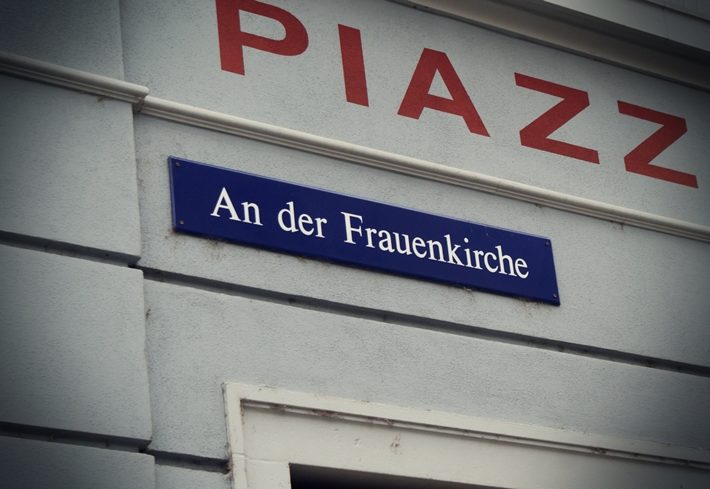 PIAZZ
An der Frauenkirche